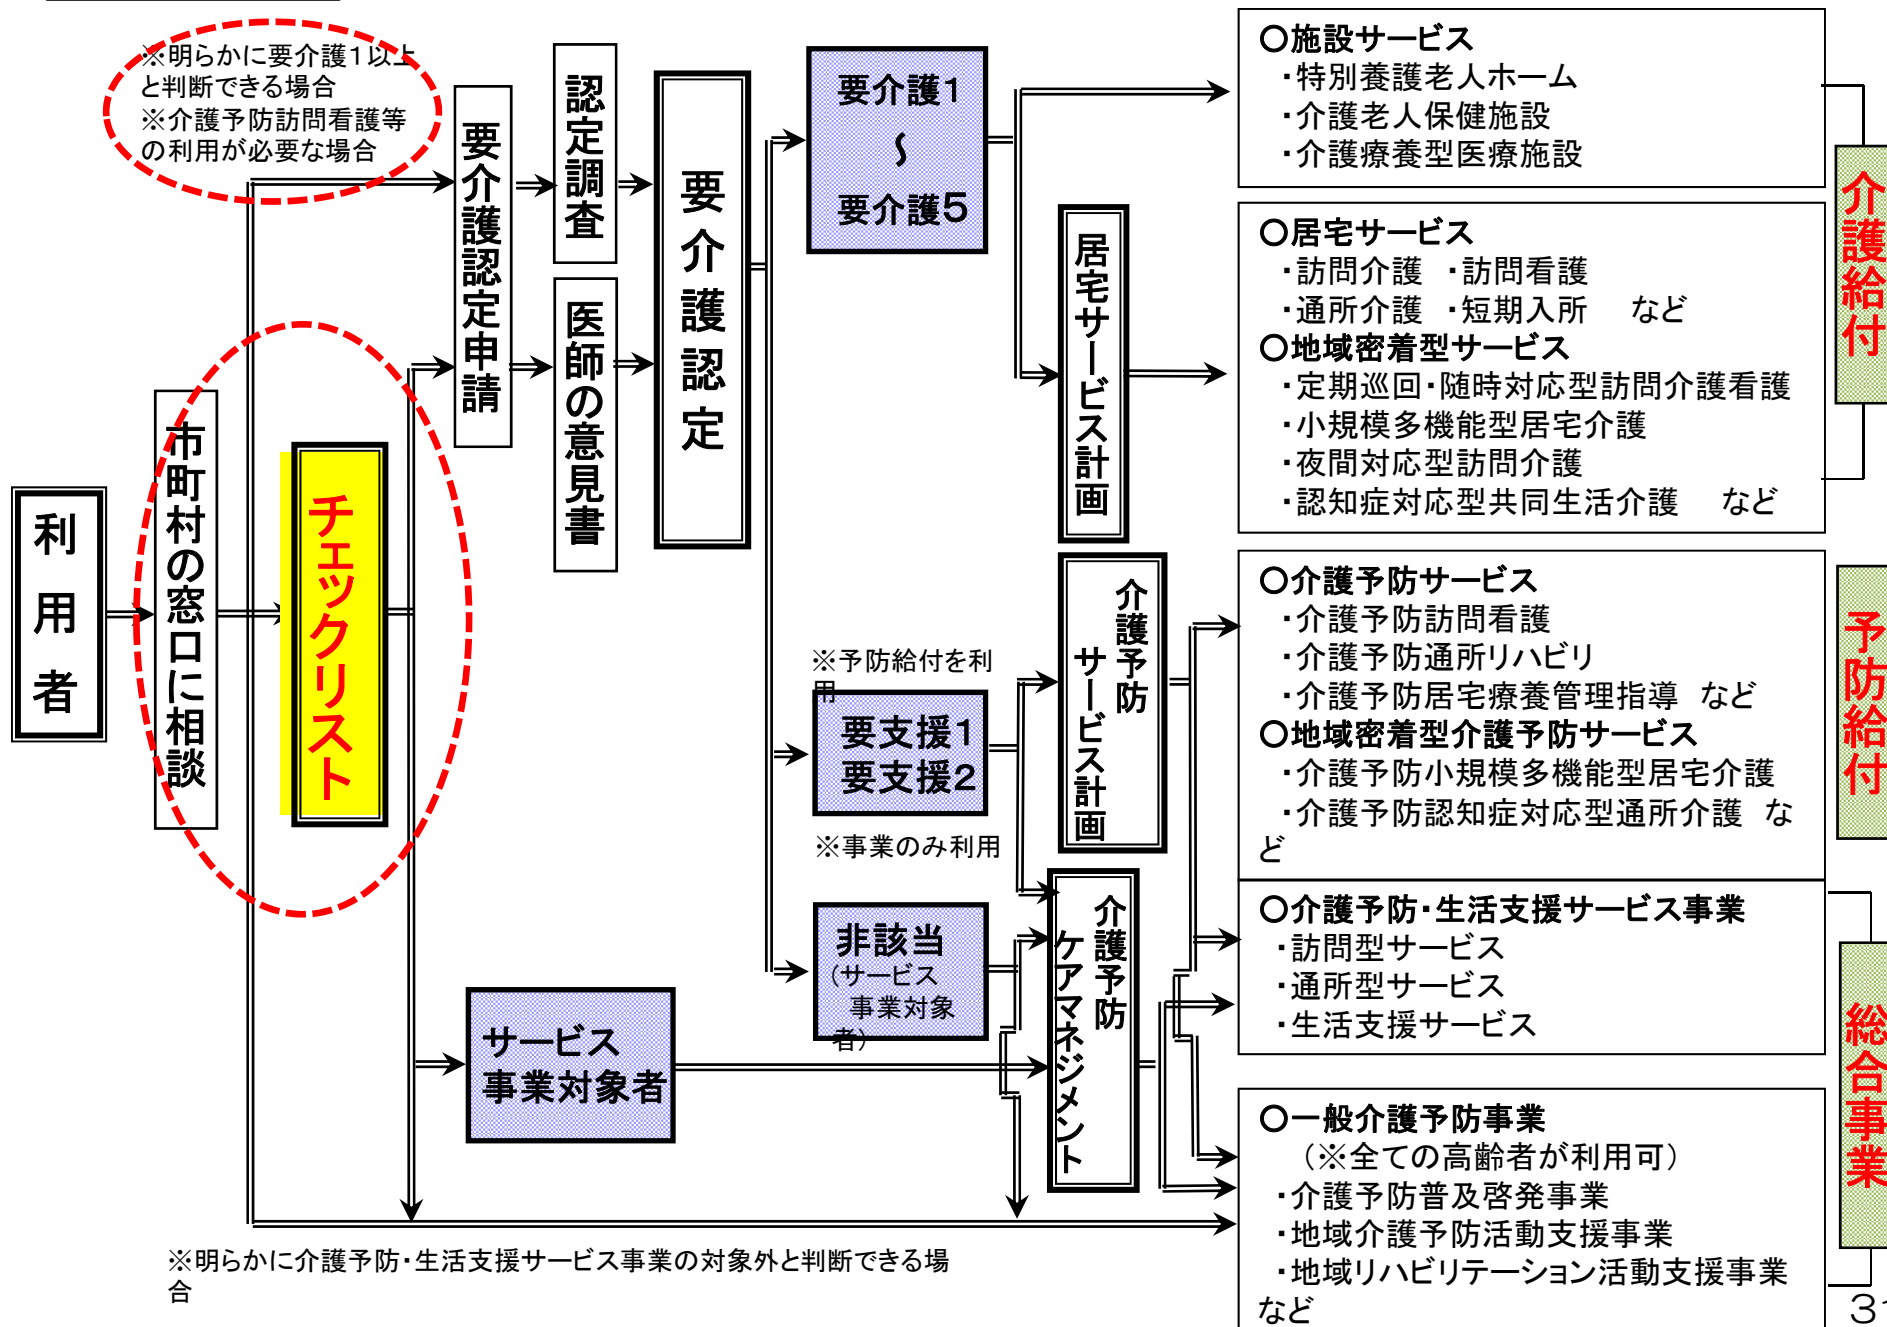 ※明らかに要介護1以上
と判断できる場合
※介護予防訪問看護等
の利用が必要な場合
利用者
市町村の窓口に相談
チェックリスト
要介護認定申請
認定調査
医師の意見書
要介護認定
要介護1
〜
要介護5
※予防給付を利
用
要支援1
要支援2
※事業のみ利用
非該当
(サービス
事業対象
者)
サービス
事業対象者
居宅サービス計画
介護予防
サービス計画
介護予防
ケアマネジメント
○施設サービス
・特別養護老人ホーム
・介護老人保健施設
・介護療養型医療施設
○居宅サービス
・訪問介護 ・訪問看護
・通所介護 ・短期入所 など
○地域密着型サービス
・定期巡回・随時対応型訪問介護看護
・小規模多機能型居宅介護
・夜間対応型訪問介護
・認知症対応型共同生活介護 など
○介護予防サービス
・介護予防訪問看護
・介護予防通所リハビリ
・介護予防居宅療養管理指導 など
○地域密着型介護予防サービス
・介護予防小規模多機能型居宅介護
・介護予防認知症対応型通所介護 な
ど
○介護予防・生活支援サービス事業
・訪問型サービス
・通所型サービス
・生活支援サービス
○一般介護予防事業
(※全ての高齢者が利用可)
・介護予防普及啓発事業
・地域介護予防活動支援事業
・地域リハビリテーション活動支援事業
など
介護給付
予防給付
総合事業
※明らかに介護予防・生活支援サービス事業の対象外と判断できる場
合